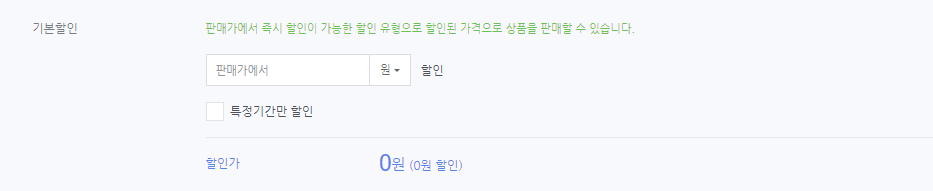 기본할인 판매가에서 즉시 할인이 가능한 할인 유형으로 할인된 가격으로 상품을 판매할 수 있습니다.
판매가에서 원 할인
특정기간만 할인
할인가 0원 (0원 할인)